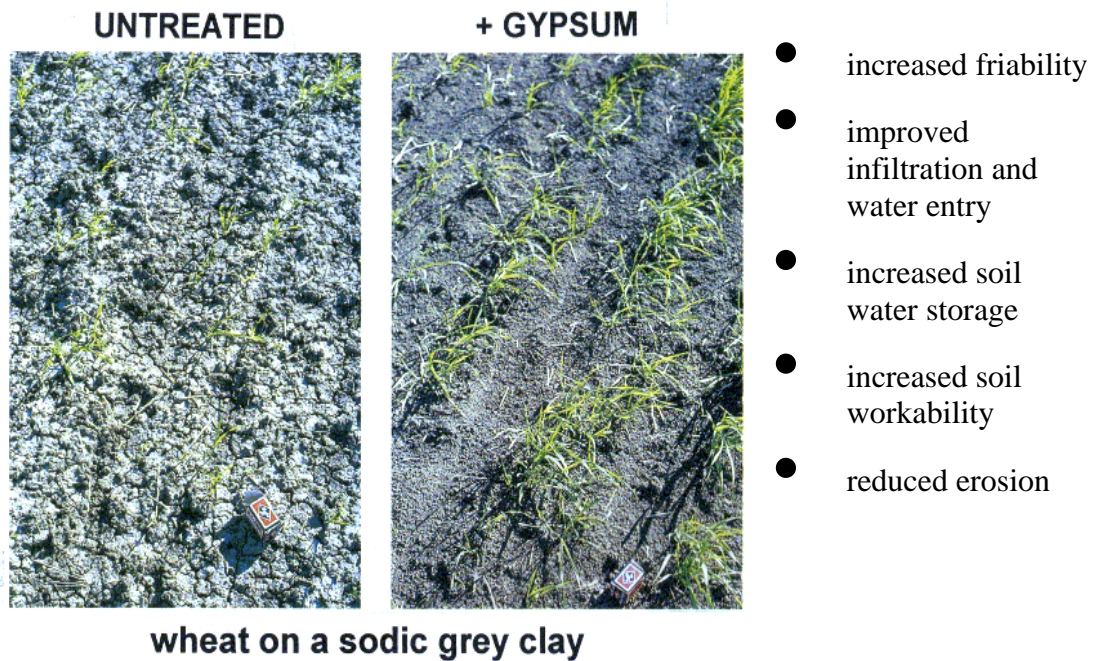 UNTREATED
+ GYPSUM
• increased friability
• improved
infiltration and
water entry
• increased soil
water storage
• increased soil
workability
• reduced erosion
wheat on a sodic grey clay